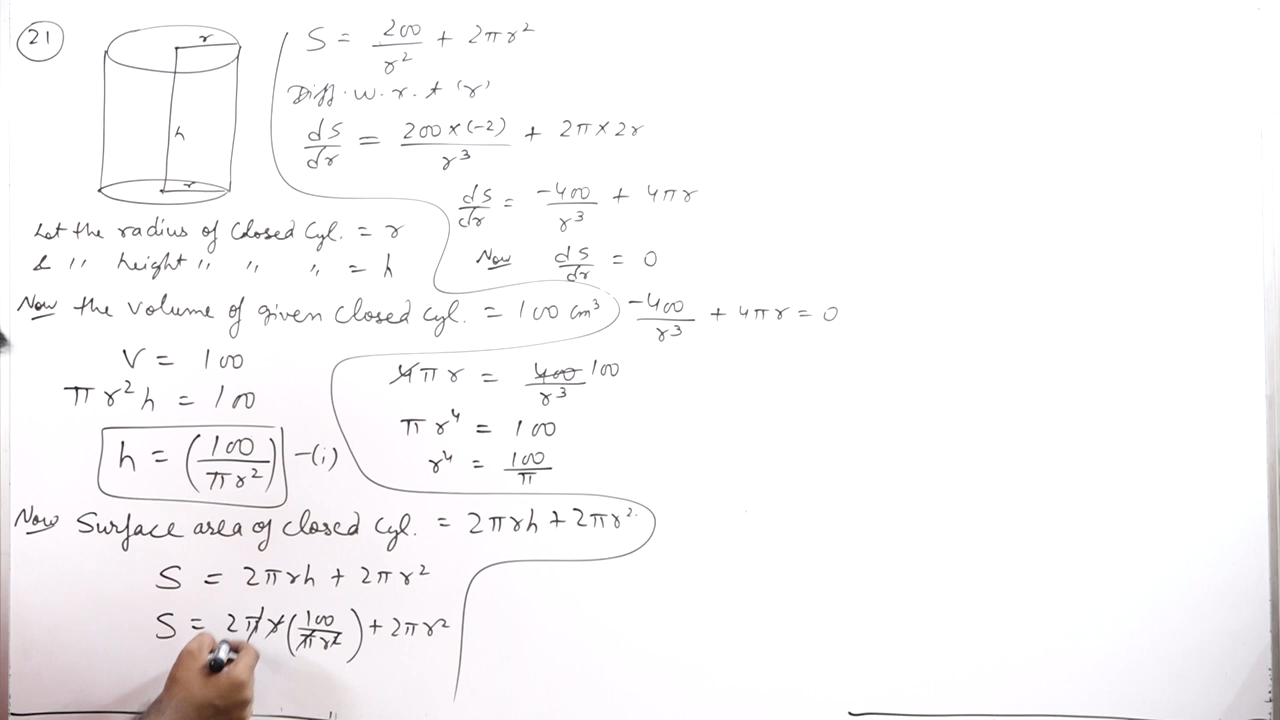 21
r
h
r
Let the radius of Closed Cyl. = r
& " height " " " = h
Now the volume of given closed cyl. = 100 cm³
V = 100
πr²h = 100
h = (100/πr²) -(i)
Now Surface area of closed cyl. = 2πrh + 2πr².
S = 2πrh + 2πr²
S = 2πr(100/πr²) + 2πr²
S = 200/r² + 2πr²
Diff. w.r.t 'r'
dS/dr = 200×(-2)/r³ + 2π×2r
dS/dr = -400/r³ + 4πr
Now dS/dr = 0
-400/r³ + 4πr = 0
4πr = 400/r³ 100
πr⁴ = 100
r⁴ = 100/π